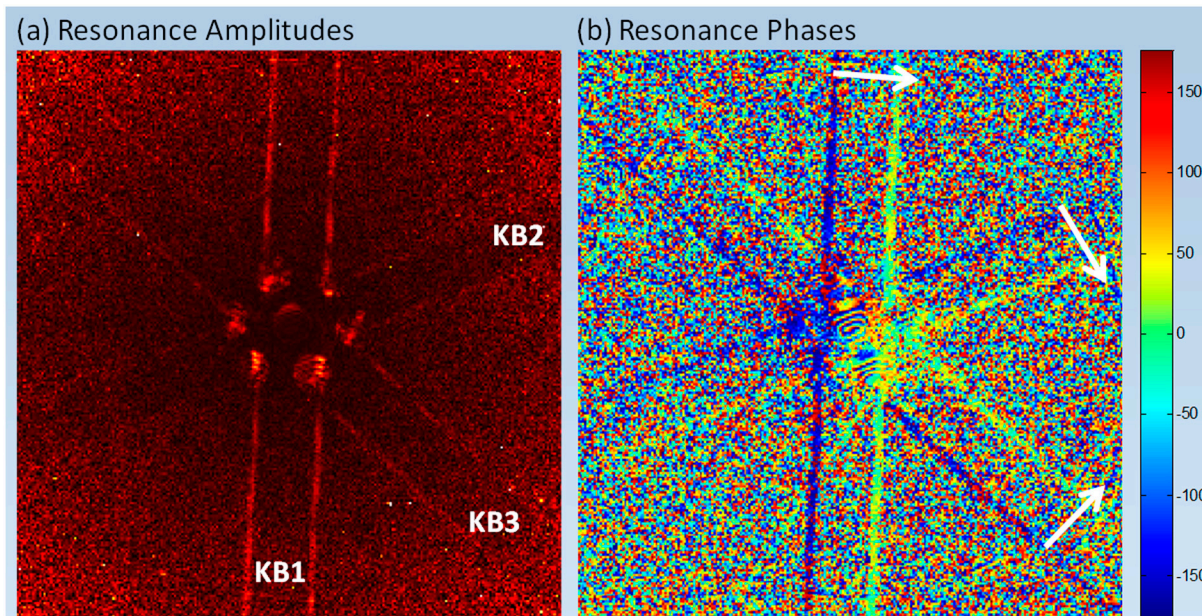 (a) Resonance Amplitudes
(b) Resonance Phases
KB2
KB3
KB1
150
100
50
0
-50
-100
-150